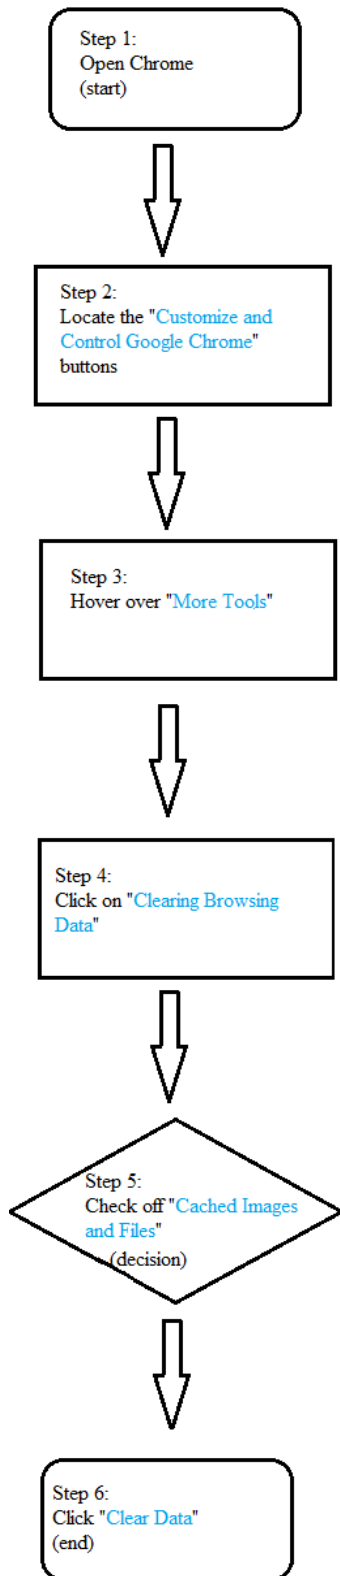 Step 1:
Open Chrome
(start)
Step 2:
Locate the "Customize and
Control Google Chrome"
buttons
Step 3:
Hover over "More Tools"
Step 4:
Click on "Clearing Browsing
Data"
Step 5:
Check off "Cached Images
and Files"
(decision)
Step 6:
Click "Clear Data"
(end)